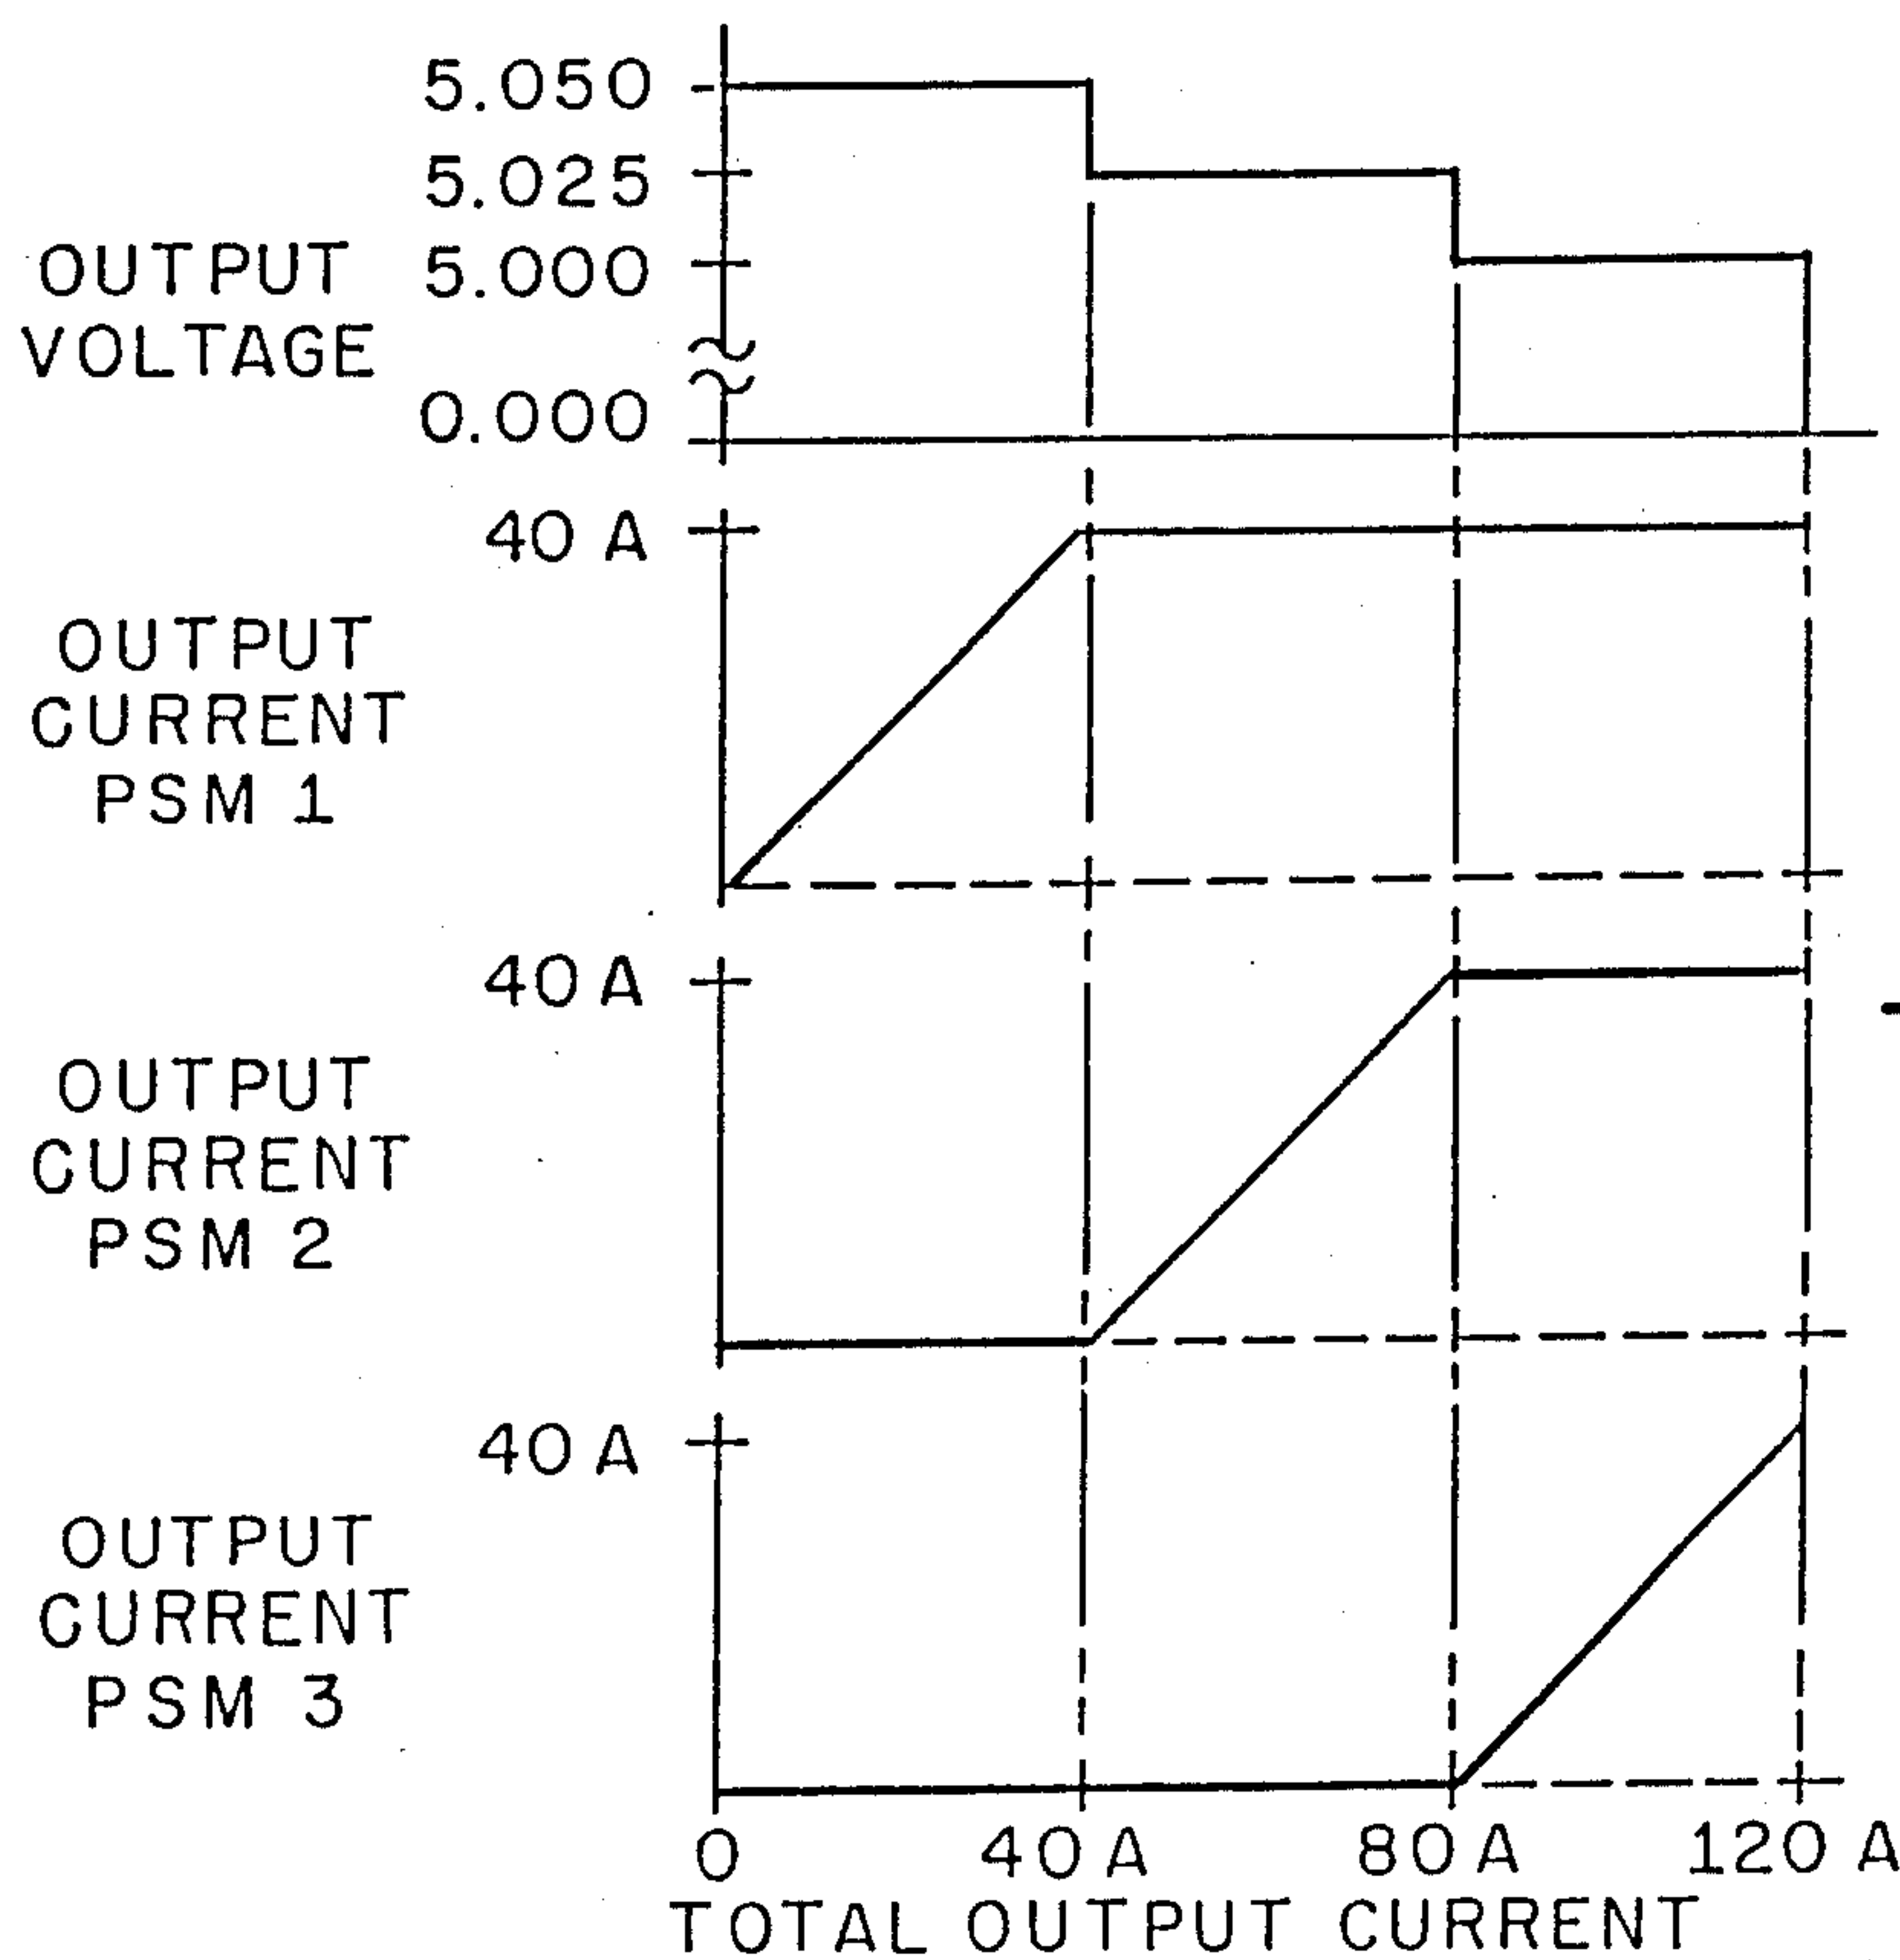 5.050
5.025
5.000
0.000
OUTPUT
VOLTAGE
40 A
OUTPUT
CURRENT
PSM 1
40 A
OUTPUT
CURRENT
PSM 2
40 A
OUTPUT
CURRENT
PSM 3
0 40 A 80 A 120 A
TOTAL OUTPUT CURRENT